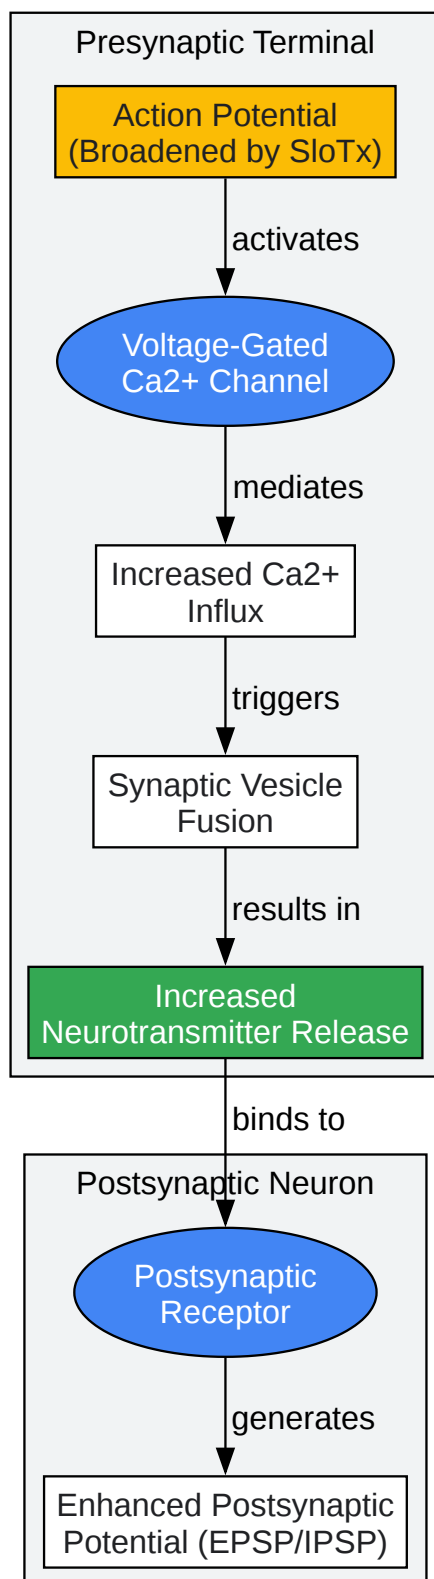 Presynaptic Terminal
Action Potential
(Broadened by SloTx)
activates
Voltage-Gated
Ca2+ Channel
mediates
Increased Ca2+
Influx
triggers
Synaptic Vesicle
Fusion
results in
Increased
Neurotransmitter Release
binds to
Postsynaptic Neuron
Postsynaptic
Receptor
generates
Enhanced Postsynaptic
Potential (EPSP/IPSP)